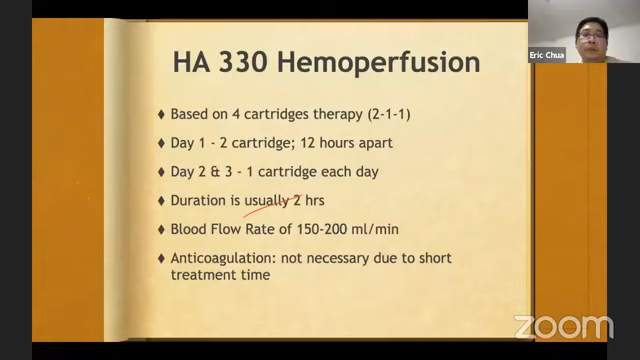 HA 330 Hemoperfusion
Based on 4 cartridges therapy (2-1-1)
Day 1 - 2 cartridge; 12 hours apart
Day 2 & 3 - 1 cartridge each day
Duration is usually 2 hrs
Blood Flow Rate of 150-200 ml/min
Anticoagulation: not necessary due to short
treatment time
Eric Chua
zoom